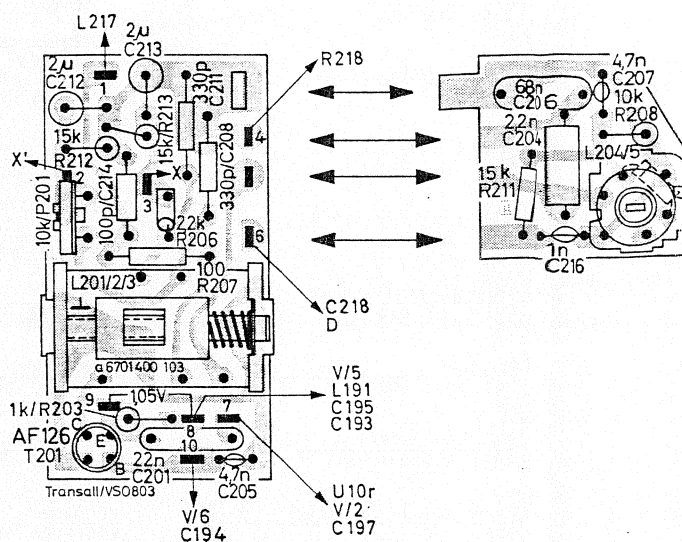 L217
2µ
C213
2µ
C212
1
330p
C211
R218
4,7n
C207
68n
C206
10k
R208
22n
C204
15k
R212
15k/R213
4
L204/5
X'
2
X
3
10k/P201
100p/C214
330p/C208
15k
R211
22k
R206
6
1n
C216
100
R207
L201/2/3
C218
D
a 6701400 103
V/5
L191
C195
C193
9
1,05V
1k/R203
8
7
C
AF126
E
T201
B
10
22n
C201
4,7n
C205
Transall/VS0803
U10r
V/2
C197
V/6
C194